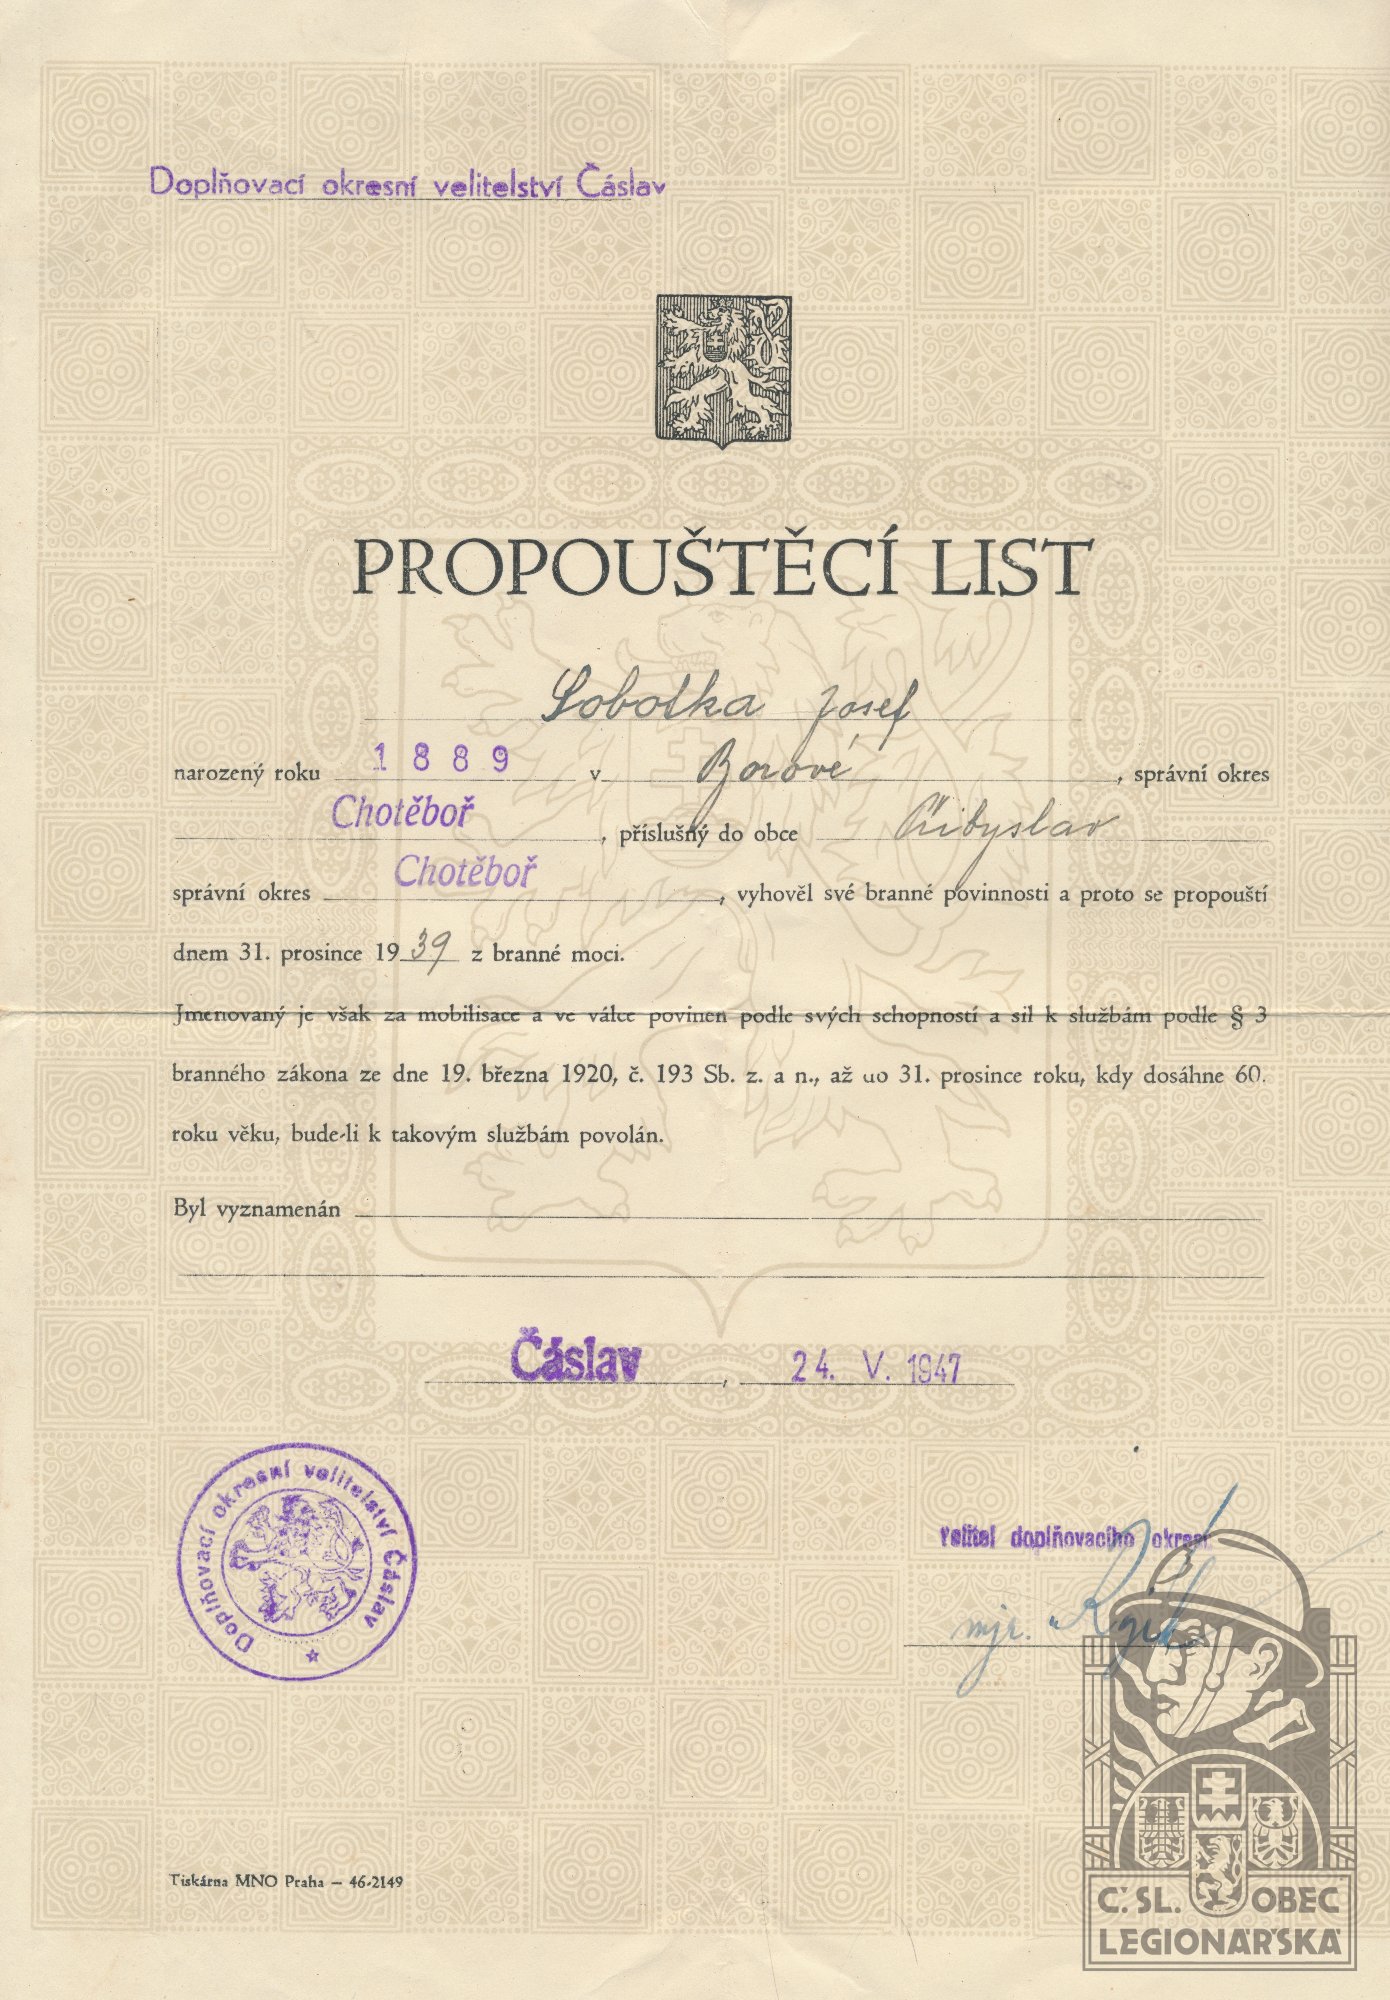 Doplňovací okresní velitelství Čáslav
PROPOUŠTĚCÍ LIST
Sobotka Josef
narozený roku 1889 v Borové, správní okres
Chotěboř, příslušný do obce Přibyslav
správní okres Chotěboř, vyhověl své branné povinnosti a proto se propouští
dnem 31. prosince 1939 z branné moci.
Jmenovaný je však za mobilisace a ve válce povinen podle svých schopností a sil k službám podle § 3
branného zákona ze dne 19. března 1920, č. 193 Sb. z. a n., až do 31. prosince roku, kdy dosáhne 60.
roku věku, bude-li k takovým službám povolán.
Byl vyznamenán
Čáslav, 24. V. 1947
Doplňovací okresní velitelství Čáslav
Velitel doplňovacího okresu
mjr.
Tiskárna MNO Praha — 46-2149
Č. SL. OBEC
LEGIONÁŘSKÁ